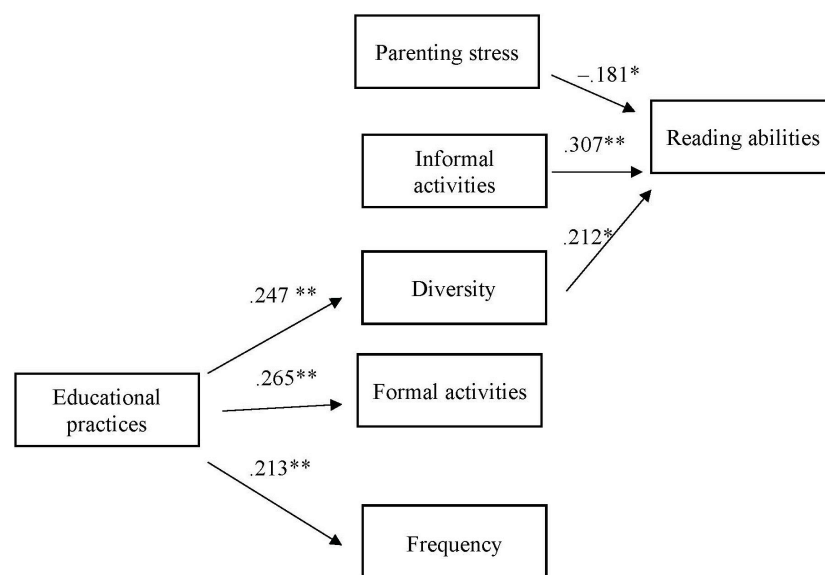 Parenting stress
–.181*
Reading abilities
.307**
Informal
activities
.212*
.247 **
Diversity
.265**
Formal activities
Educational
practices
.213**
Frequency